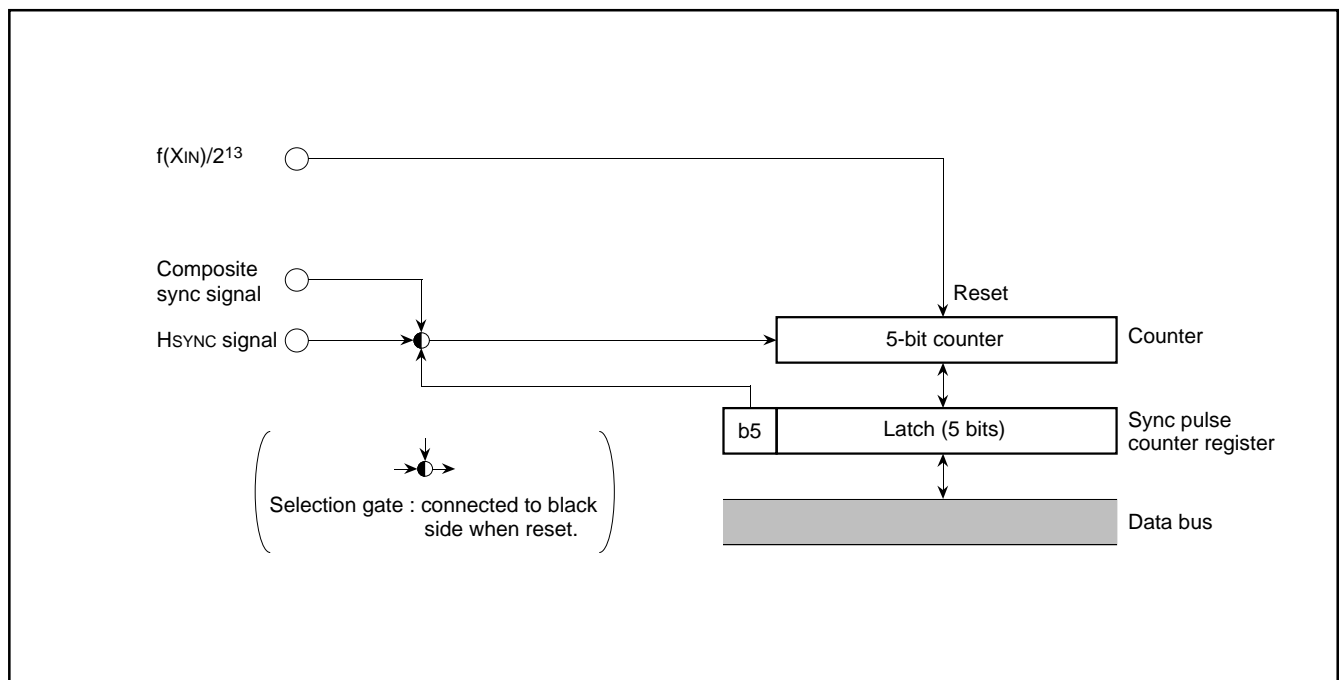 f(XIN)/2¹³
Composite
sync signal
Reset
HSYNC signal
5-bit counter
Counter
b5
Latch (5 bits)
Sync pulse
counter register
Selection gate : connected to black
side when reset.
Data bus